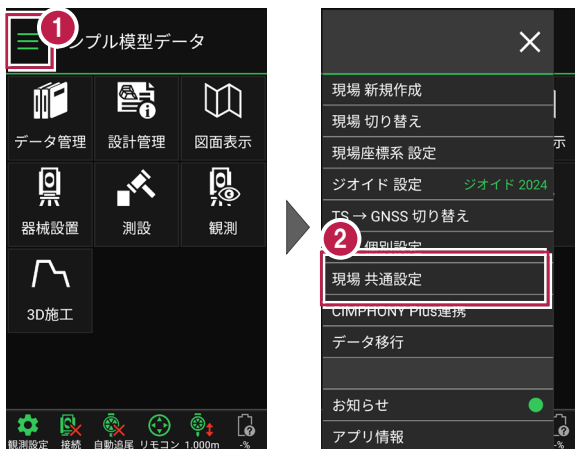 1
ンプル模型データ
データ管理
設計管理
図面表示
器械設置
測設
観測
3D施工
観測設定
接続
自動追尾
リモコン
1.000m
-%
2
現場 新規作成
現場 切り替え
現場座標系 設定
ジオイド 設定 ジオイド 2024
TS → GNSS 切り替え
個別設定
現場 共通設定
CIMPHONY Plus連携
データ移行
お知らせ
アプリ情報
示
-%